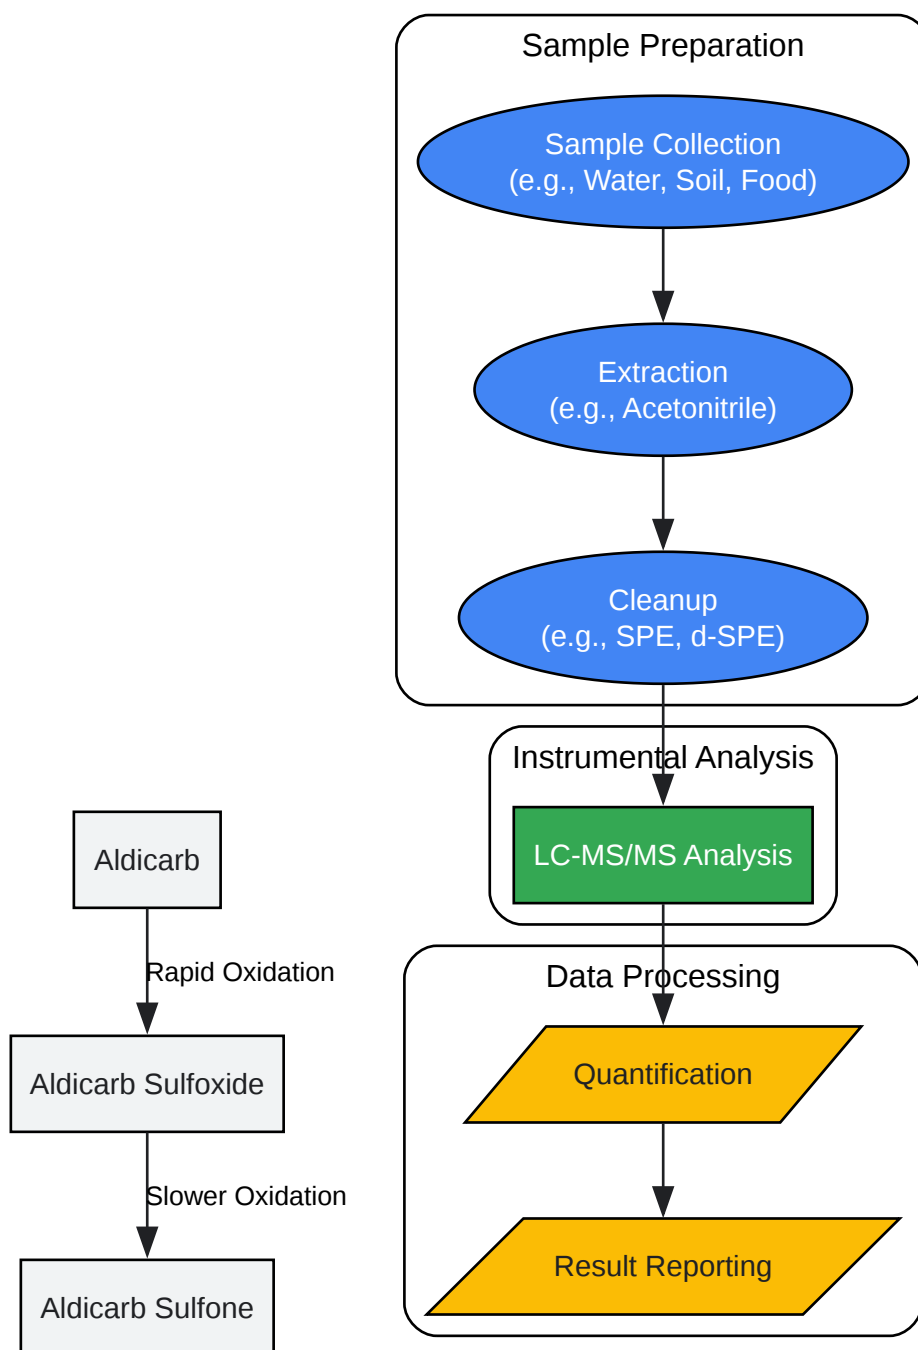 Sample Preparation
Sample Collection
(e.g., Water, Soil, Food)
Extraction
(e.g., Acetonitrile)
Cleanup
(e.g., SPE, d-SPE)
Instrumental Analysis
LC-MS/MS Analysis
Data Processing
Quantification
Result Reporting
Aldicarb
Rapid Oxidation
Aldicarb Sulfoxide
Slower Oxidation
Aldicarb Sulfone